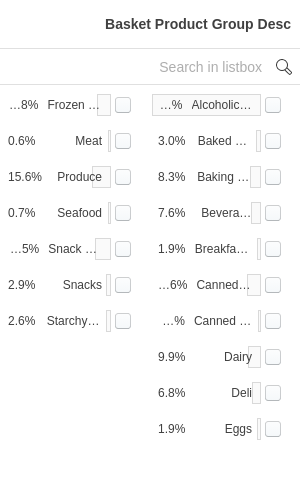 Basket Product Group Desc
Search in listbox
…8% Frozen … …% Alcoholic…
0.6% Meat 3.0% Baked …
15.6% Produce 8.3% Baking …
0.7% Seafood 7.6% Bevera…
…5% Snack … 1.9% Breakfa…
2.9% Snacks …6% Canned…
2.6% Starchy… …% Canned …
9.9% Dairy
6.8% Deli
1.9% Eggs